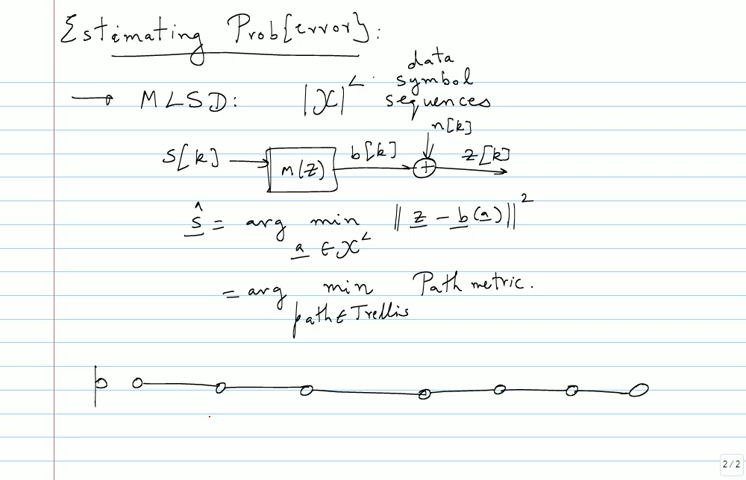 Estimating Prob{error}:
→ MLSD: |X|^L data symbol sequences
n[k]
s[k] → M(z) b[k] + z[k]
ŝ = arg min || z - b(a) ||^2
a ∈ X^L
= arg min Path metric.
path ∈ Trellis
2/2